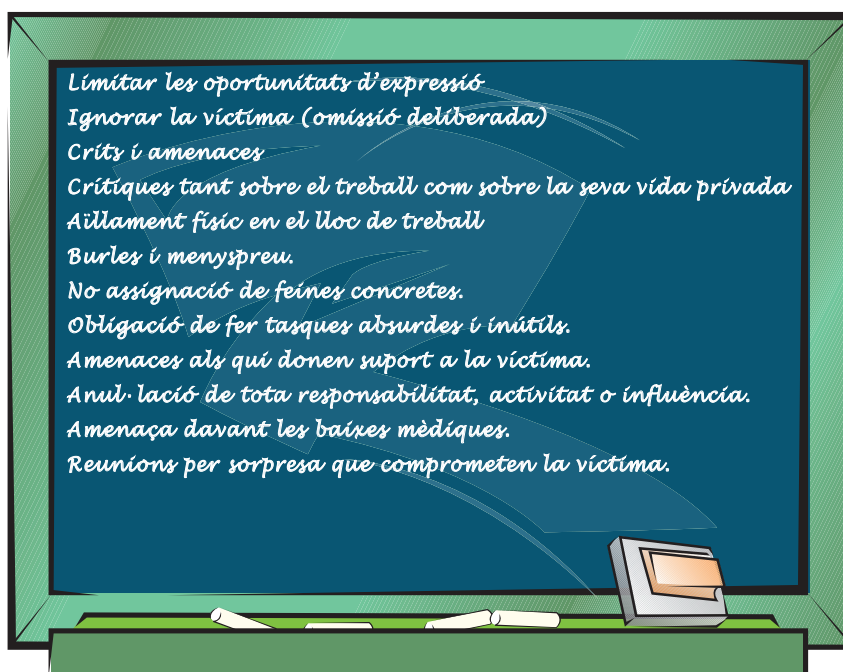 Limitar les oportunitats d'expressió
Ignorar la víctima (omissió deliberada)
Crits i amenaces
Crítiques tant sobre el treball com sobre la seva vida privada
Aïllament físic en el lloc de treball
Burles i menyspreu.
No assignació de feines concretes.
Obligació de fer tasques absurdes i inútils.
Amenaces als qui donen suport a la víctima.
Anul·lació de tota responsabilitat, activitat o influència.
Amenaça davant les baixes mèdiques.
Reunions per sorpresa que comprometen la víctima.